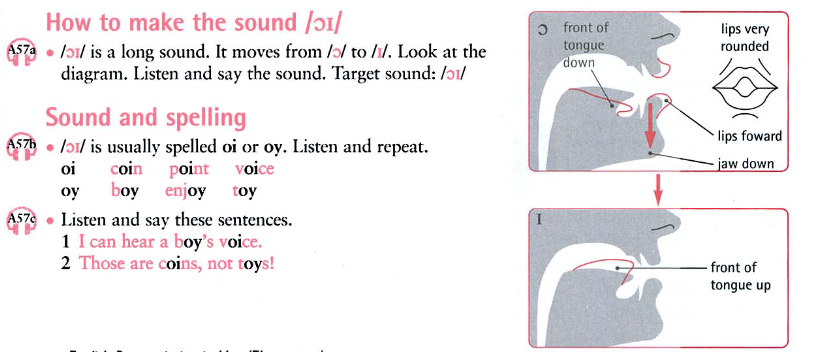 How to make the sound /ɔɪ/
A57a • /ɔɪ/ is a long sound. It moves from /ɔ/ to /ɪ/. Look at the
diagram. Listen and say the sound. Target sound: /ɔɪ/
Sound and spelling
A57b • /ɔɪ/ is usually spelled oi or oy. Listen and repeat.
oi coin point voice
oy boy enjoy toy
A57c • Listen and say these sentences.
1 I can hear a boy's voice.
2 Those are coins, not toys!
ɔ
front of
tongue
down
lips very
rounded
lips foward
jaw down
ɪ
front of
tongue up